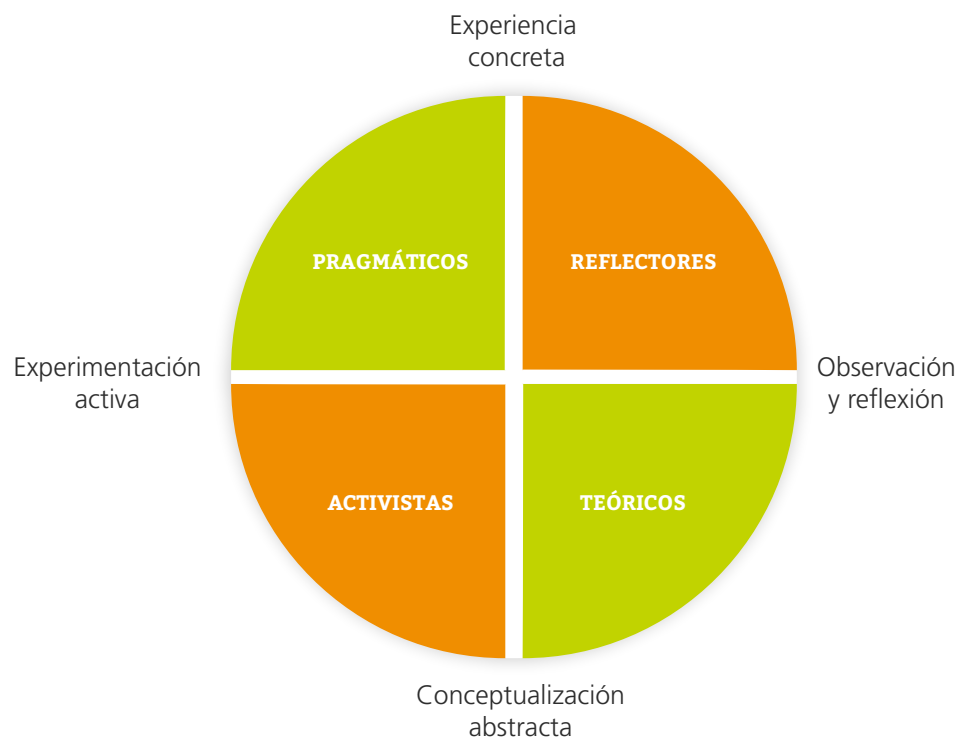 Experiencia
concreta
PRAGMÁTICOS
REFLECTORES
Experimentación
activa
Observación
y reflexión
ACTIVISTAS
TEÓRICOS
Conceptualización
abstracta